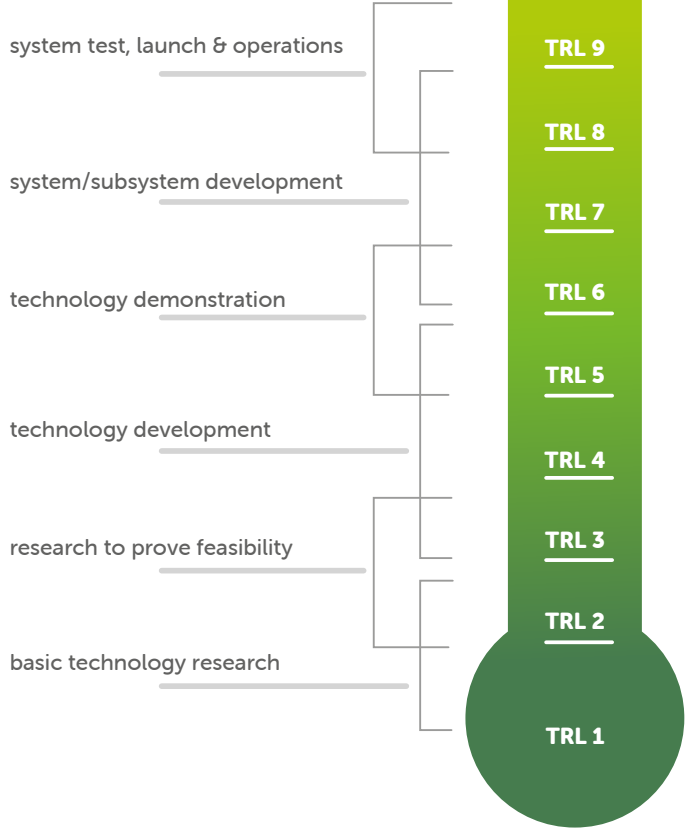 system test, launch & operations
TRL 9
TRL 8
system/subsystem development
TRL 7
technology demonstration
TRL 6
TRL 5
technology development
TRL 4
research to prove feasibility
TRL 3
TRL 2
basic technology research
TRL 1